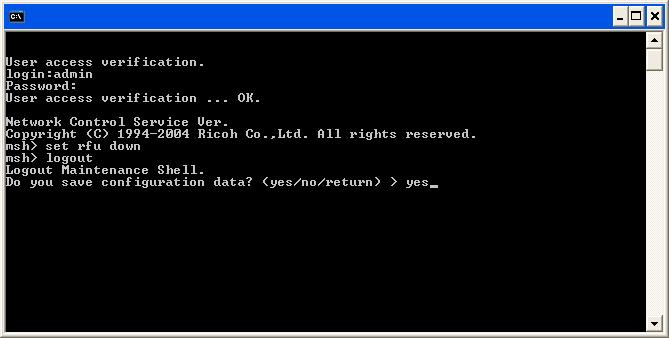 C:\
User access verification.
login:admin
Password:
User access verification ... OK.
Network Control Service Ver.
Copyright (C) 1994-2004 Ricoh Co.,Ltd. All rights reserved.
msh> set rfu down
msh> logout
Logout Maintenance Shell.
Do you save configuration data? (yes/no/return) > yes_